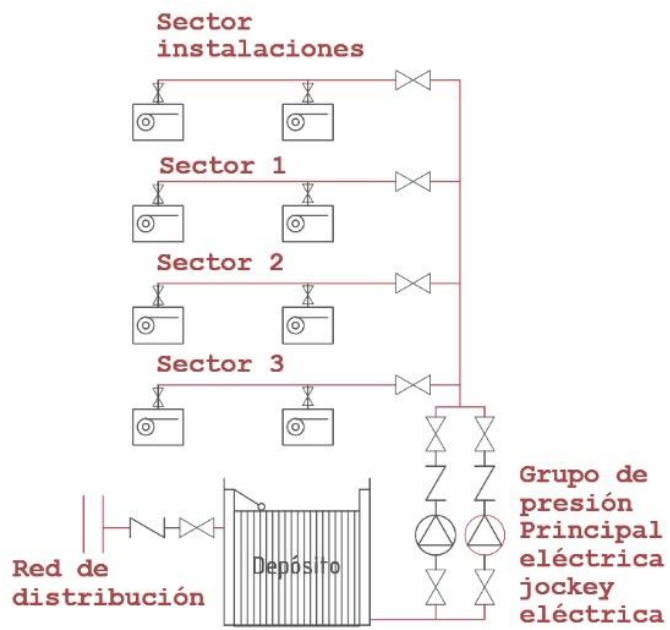 Sector
instalaciones
Sector 1
Sector 2
Sector 3
Grupo de
presión
Principal
eléctrica
jockey
eléctrica
Depósito
Red de
distribución